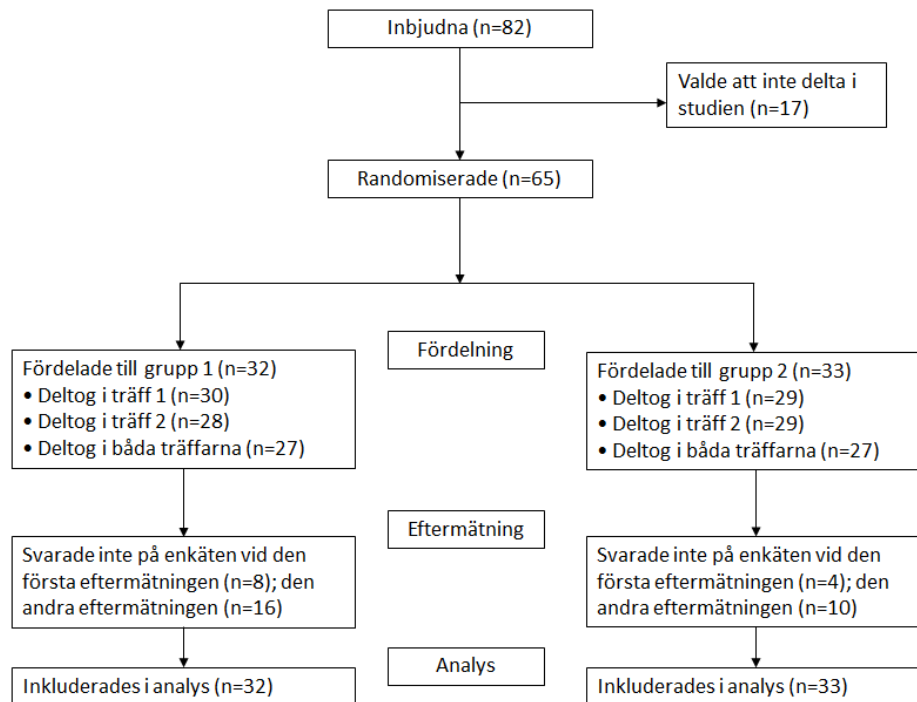 Inbjudna (n=82)
Valde att inte delta i
studien (n=17)
Randomiserade (n=65)
Fördelning
Fördelade till grupp 1 (n=32)
• Deltog i träff 1 (n=30)
• Deltog i träff 2 (n=28)
• Deltog i båda träffarna (n=27)
Fördelade till grupp 2 (n=33)
• Deltog i träff 1 (n=29)
• Deltog i träff 2 (n=29)
• Deltog i båda träffarna (n=27)
Eftermätning
Svarade inte på enkäten vid den
första eftermätningen (n=8); den
andra eftermätningen (n=16)
Svarade inte på enkäten vid den
första eftermätningen (n=4); den
andra eftermätningen (n=10)
Analys
Inkluderades i analys (n=32)
Inkluderades i analys (n=33)